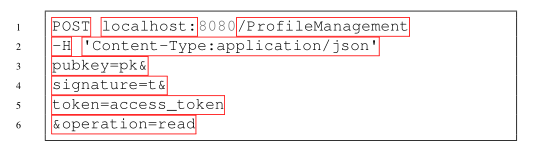 1 POST localhost:8080/ProfileManagement
2 -H 'Content-Type:application/json'
3 pubkey=pk&
4 signature=t&
5 token=access_token
6 &operation=read